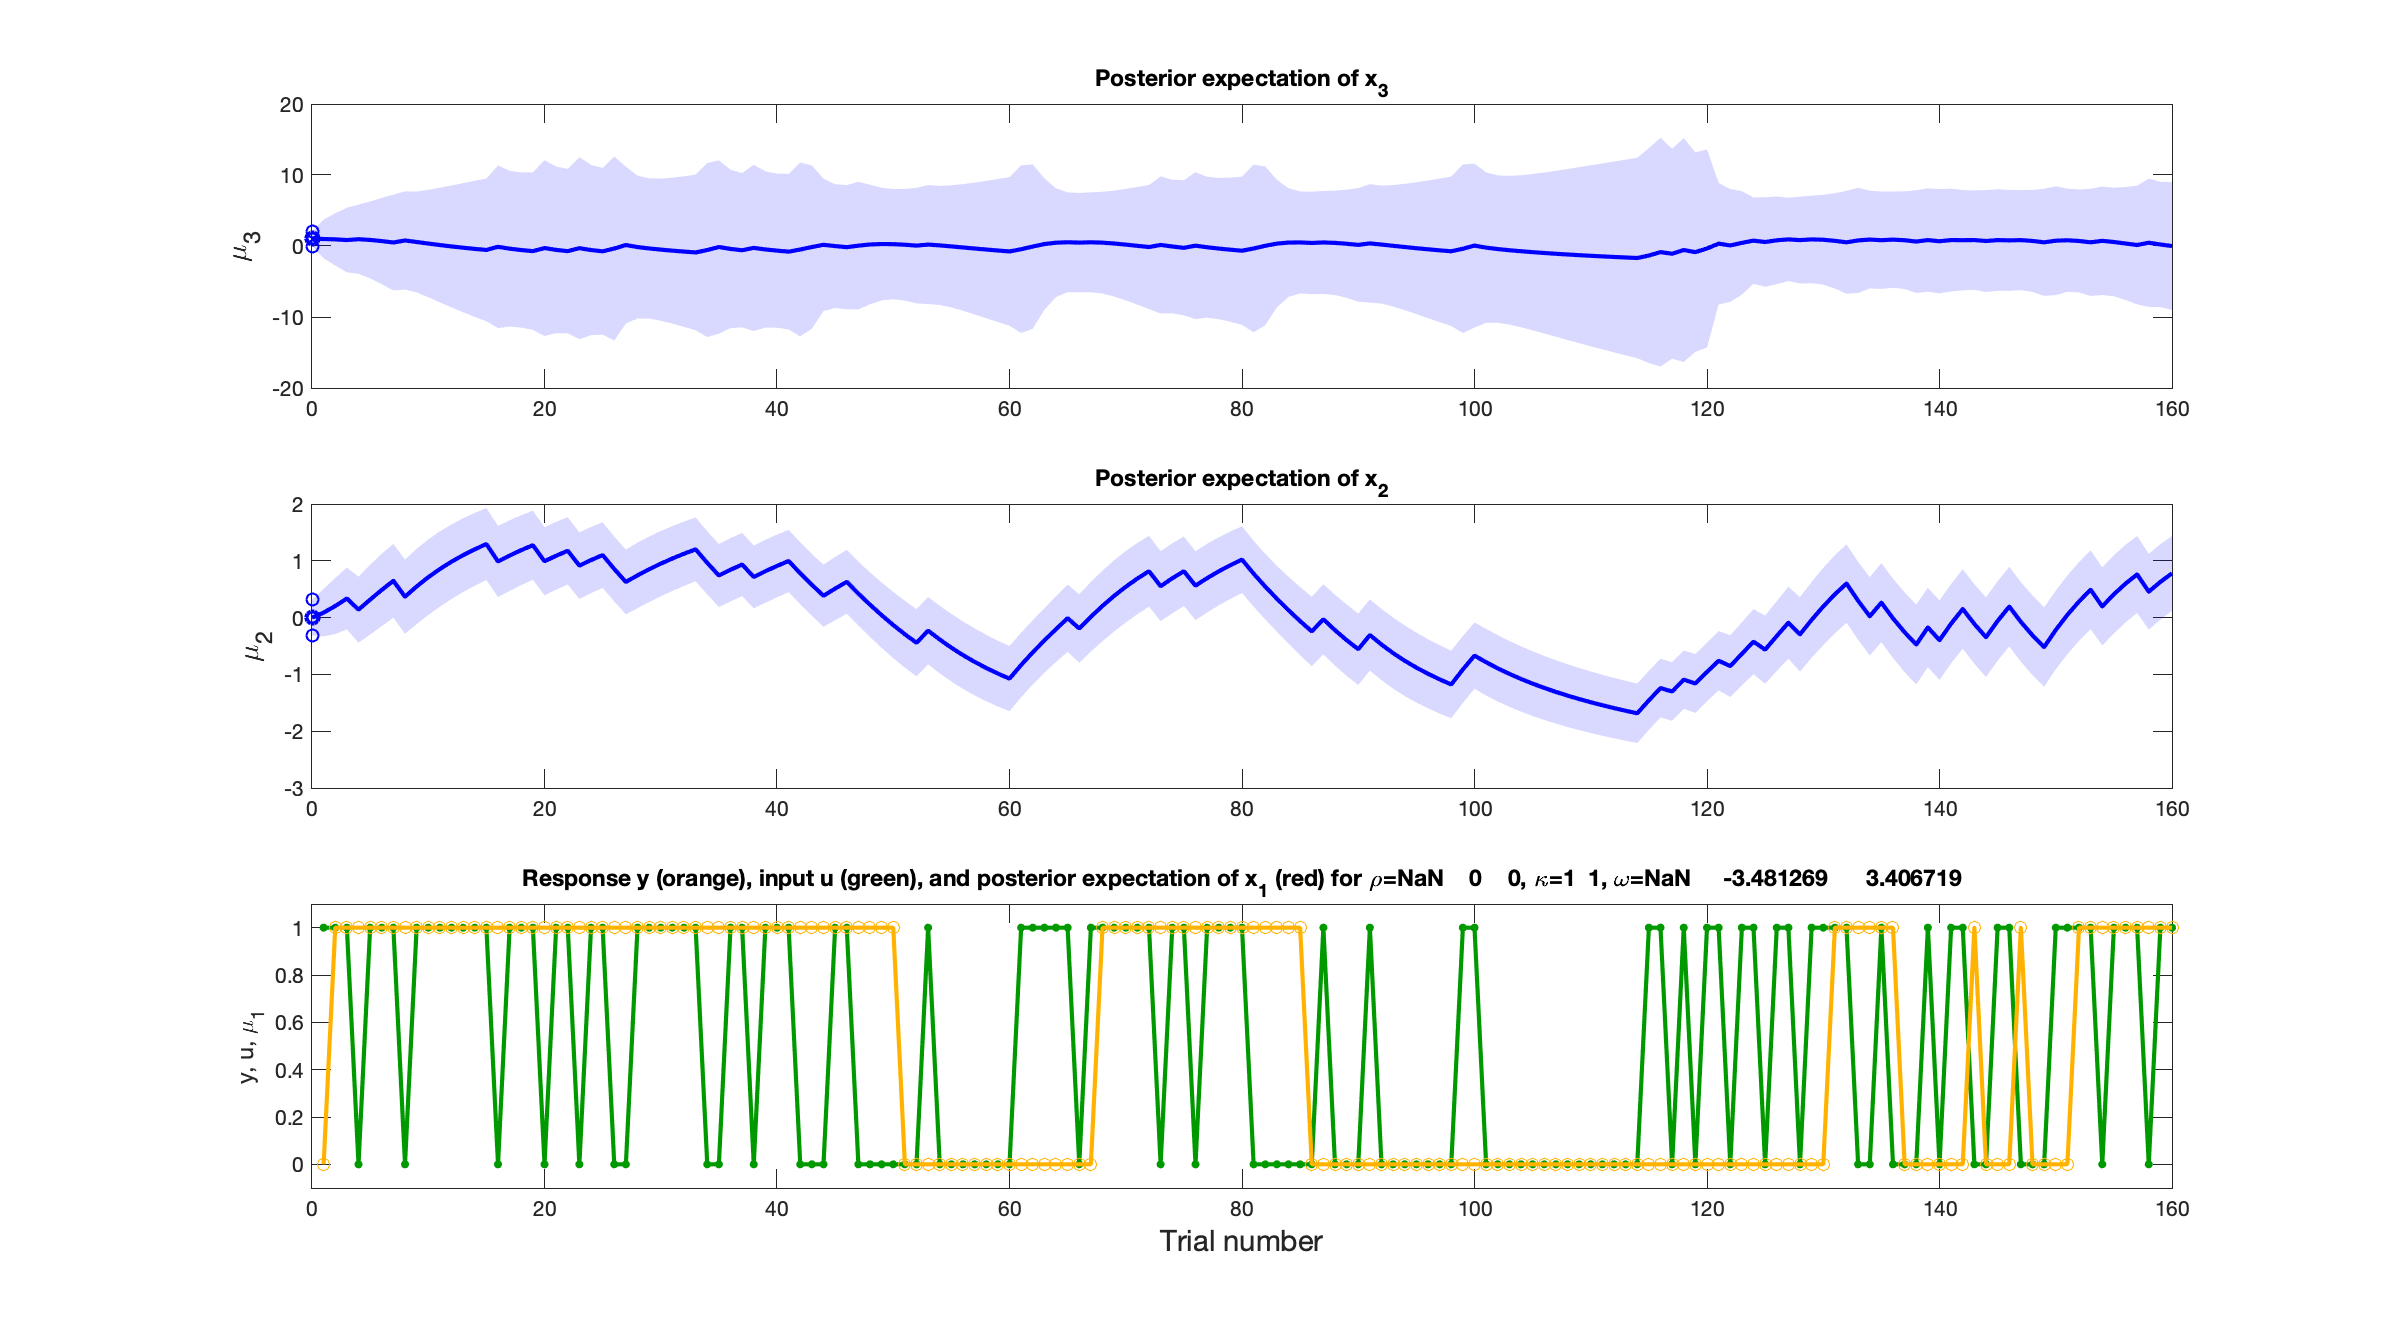 Posterior expectation of x3
20
10
0
-10
-20
μ3
0 20 40 60 80 100 120 140 160
Posterior expectation of x2
2
1
0
-1
-2
-3
μ2
0 20 40 60 80 100 120 140 160
Response y (orange), input u (green), and posterior expectation of x1 (red) for ρ=NaN 0 0, κ=1 1, ω=NaN -3.481269 3.406719
1
0.8
0.6
0.4
0.2
0
y, u, μ1
0 20 40 60 80 100 120 140 160
Trial number